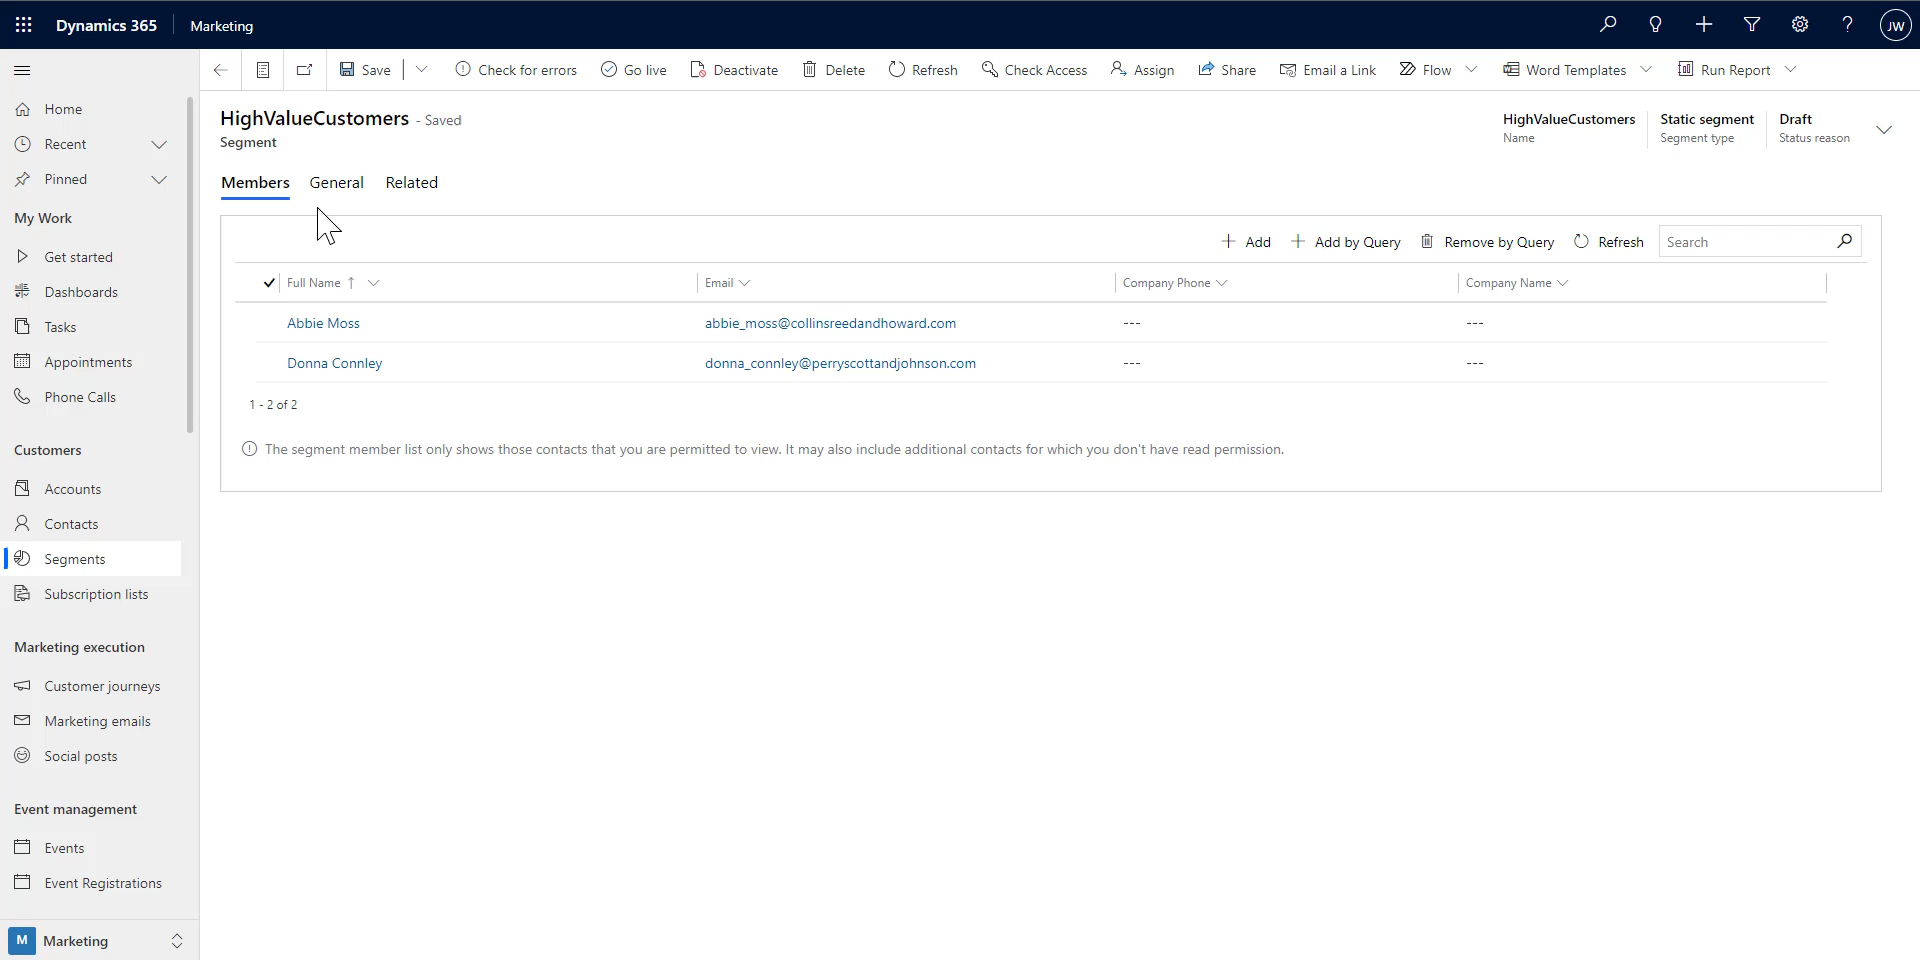 Dynamics 365 Marketing JW
Save Check for errors Go live Deactivate Delete Refresh Check Access Assign Share Email a Link Flow Word Templates Run Report
Home
Recent
Pinned
My Work
Get started
Dashboards
Tasks
Appointments
Phone Calls
Customers
Accounts
Contacts
Segments
Subscription lists
Marketing execution
Customer journeys
Marketing emails
Social posts
Event management
Events
Event Registrations
M Marketing
HighValueCustomers - Saved
Segment
HighValueCustomers Static segment Draft
Name Segment type Status reason
Members General Related
Add Add by Query Remove by Query Refresh Search
Full Name Email Company Phone Company Name
Abbie Moss abbie_moss@collinsreedandhoward.com --- ---
Donna Connley donna_connley@perryscottandjohnson.com --- ---
1 - 2 of 2
The segment member list only shows those contacts that you are permitted to view. It may also include additional contacts for which you don't have read permission.